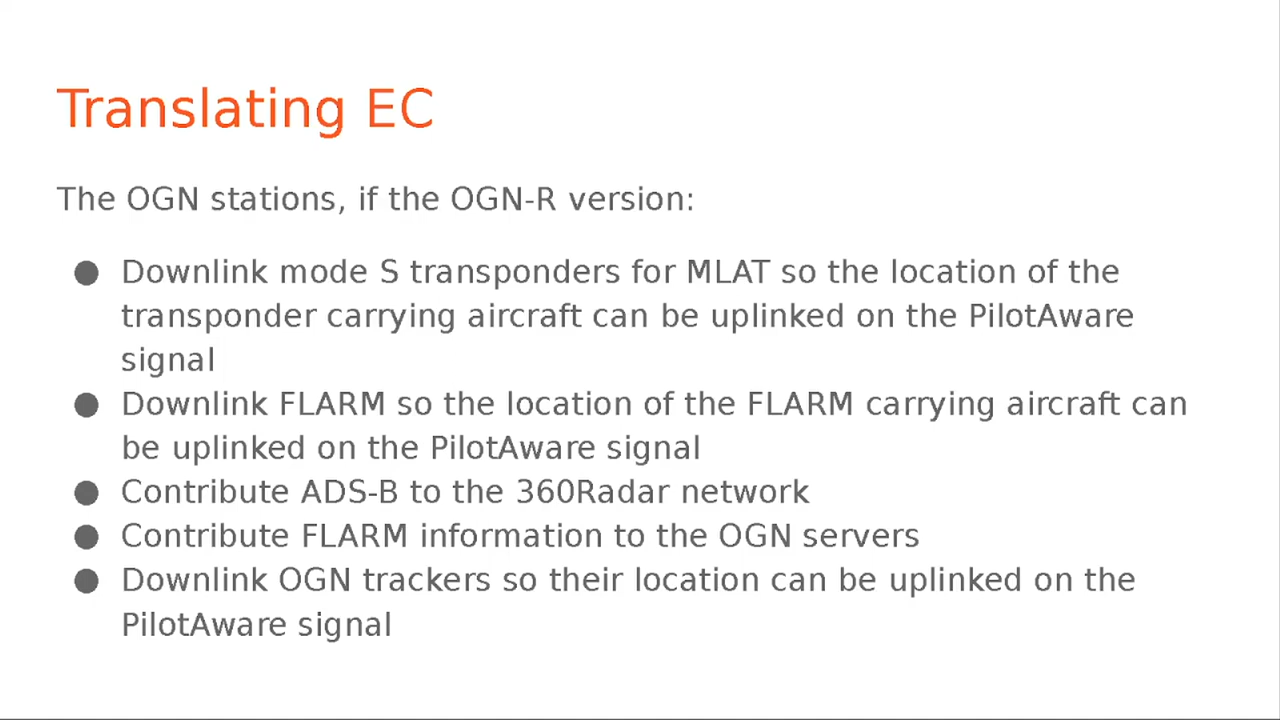 Translating EC
The OGN stations, if the OGN-R version:
● Downlink mode S transponders for MLAT so the location of the
transponder carrying aircraft can be uplinked on the PilotAware
signal
● Downlink FLARM so the location of the FLARM carrying aircraft can
be uplinked on the PilotAware signal
● Contribute ADS-B to the 360Radar network
● Contribute FLARM information to the OGN servers
● Downlink OGN trackers so their location can be uplinked on the
PilotAware signal